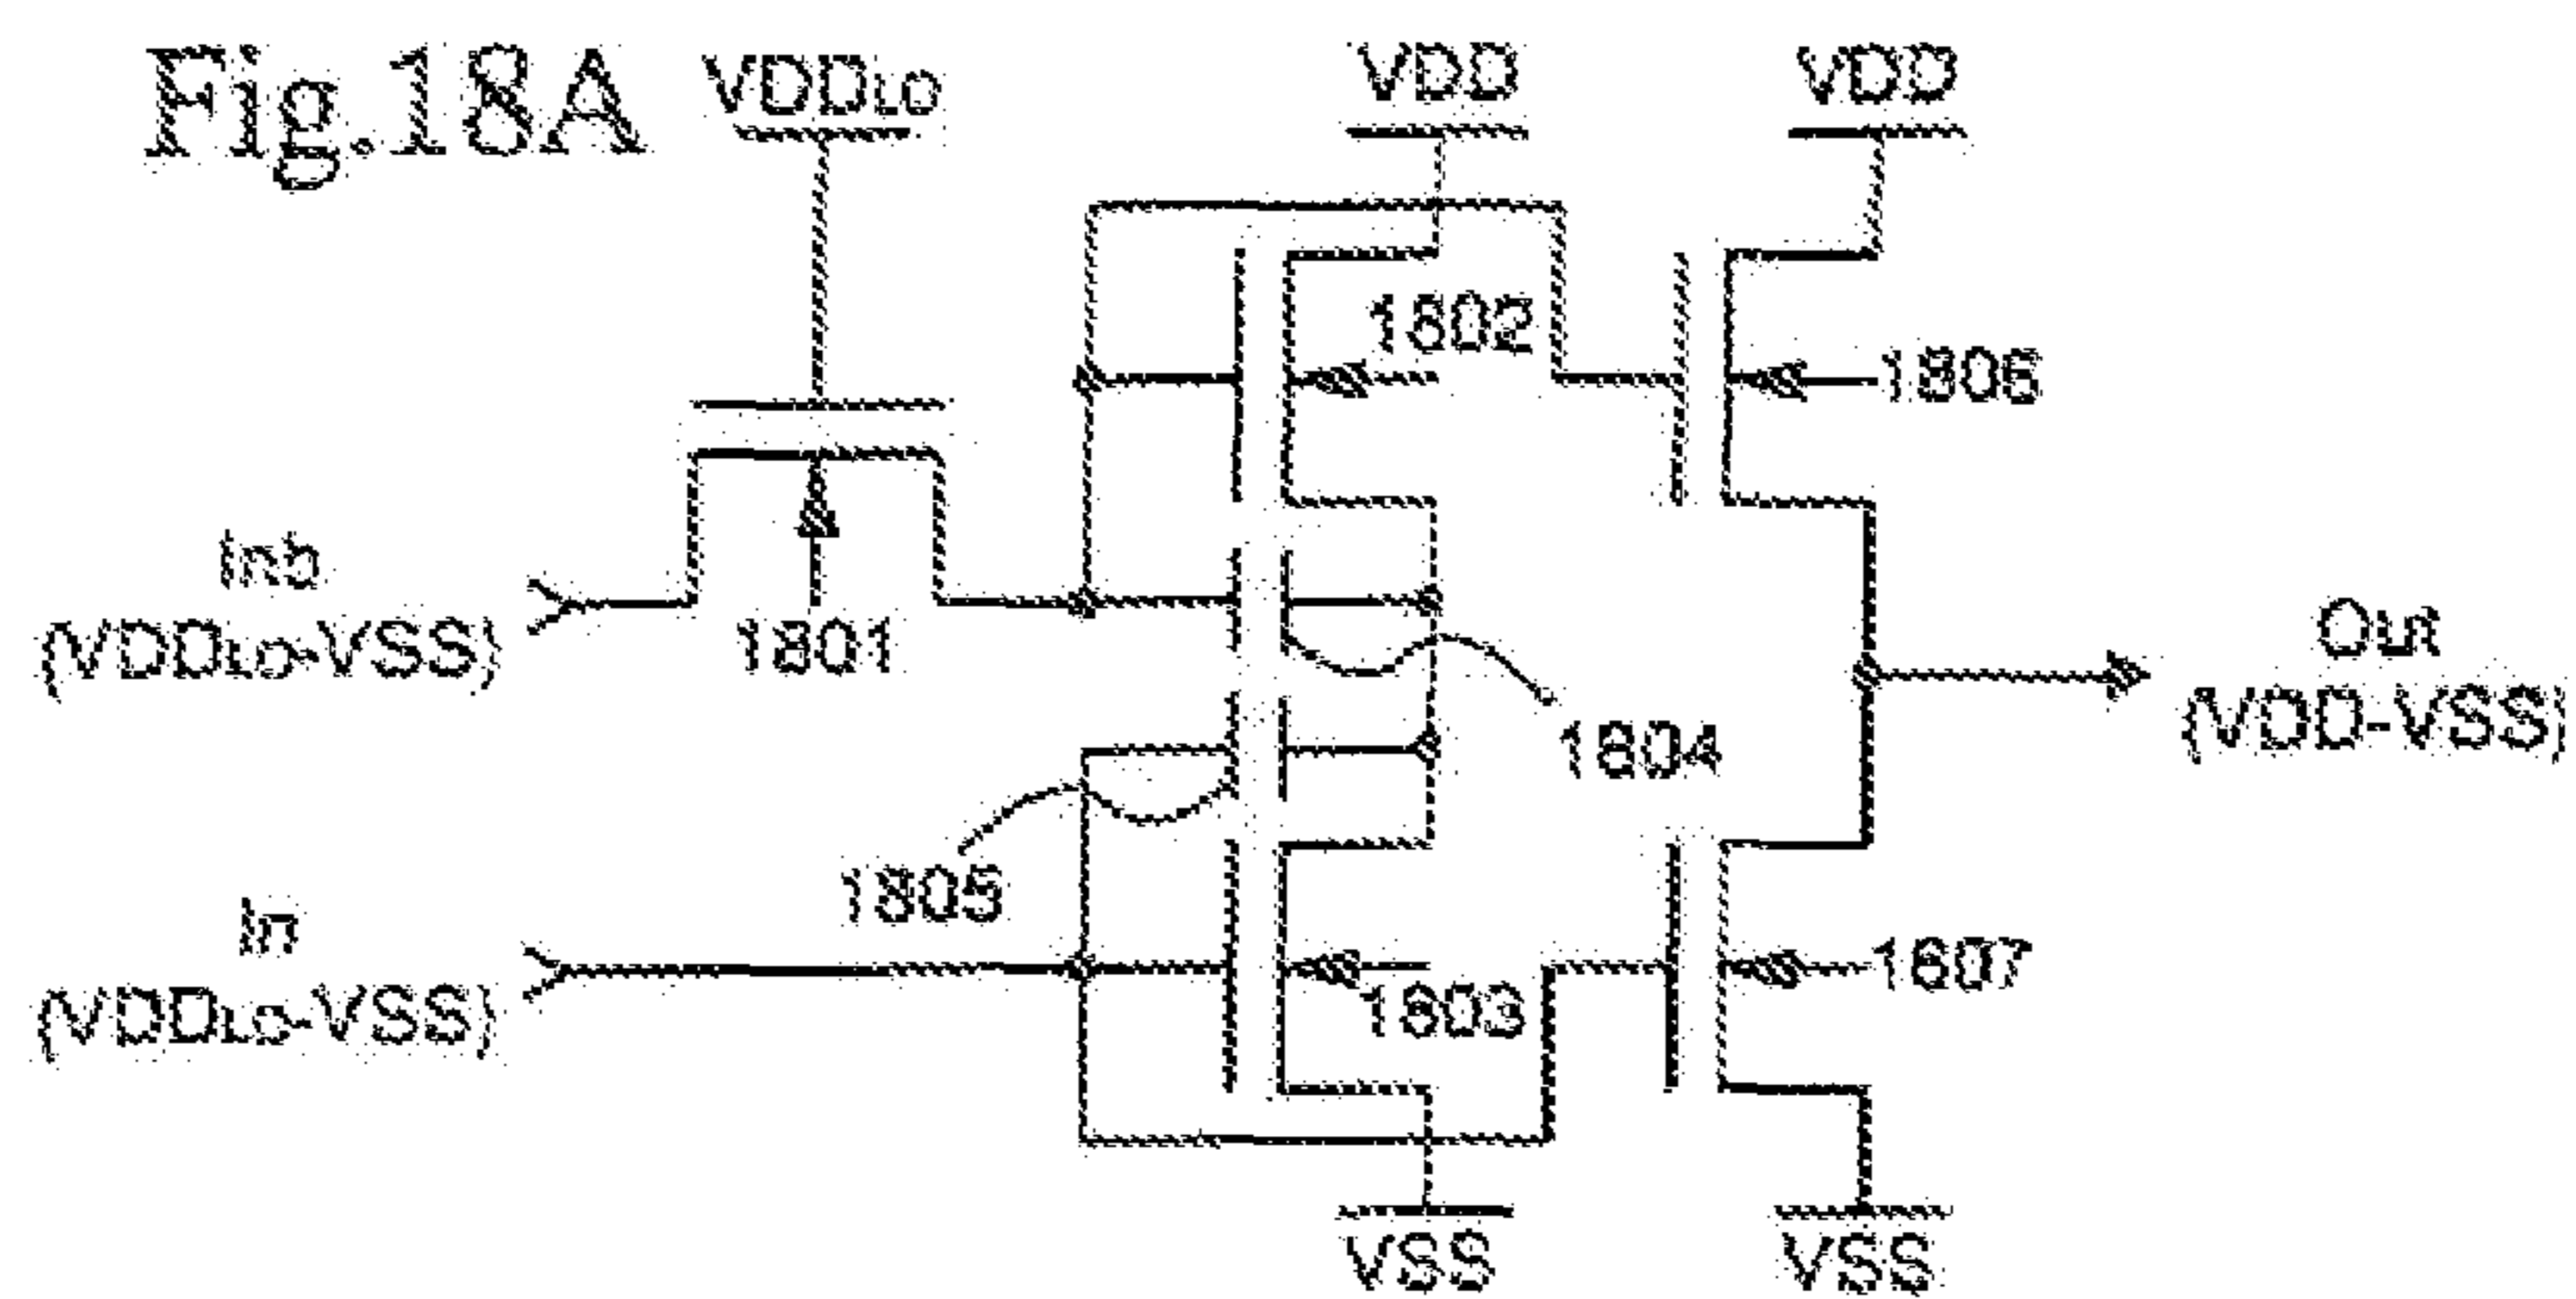 Fig.18A
VDDLO
VDD
VDD
1802
1806
Inb
(VDDLO-VSS)
1801
Out
(VDD-VSS)
1804
1805
In
(VDDLO-VSS)
1803
1807
VSS
VSS